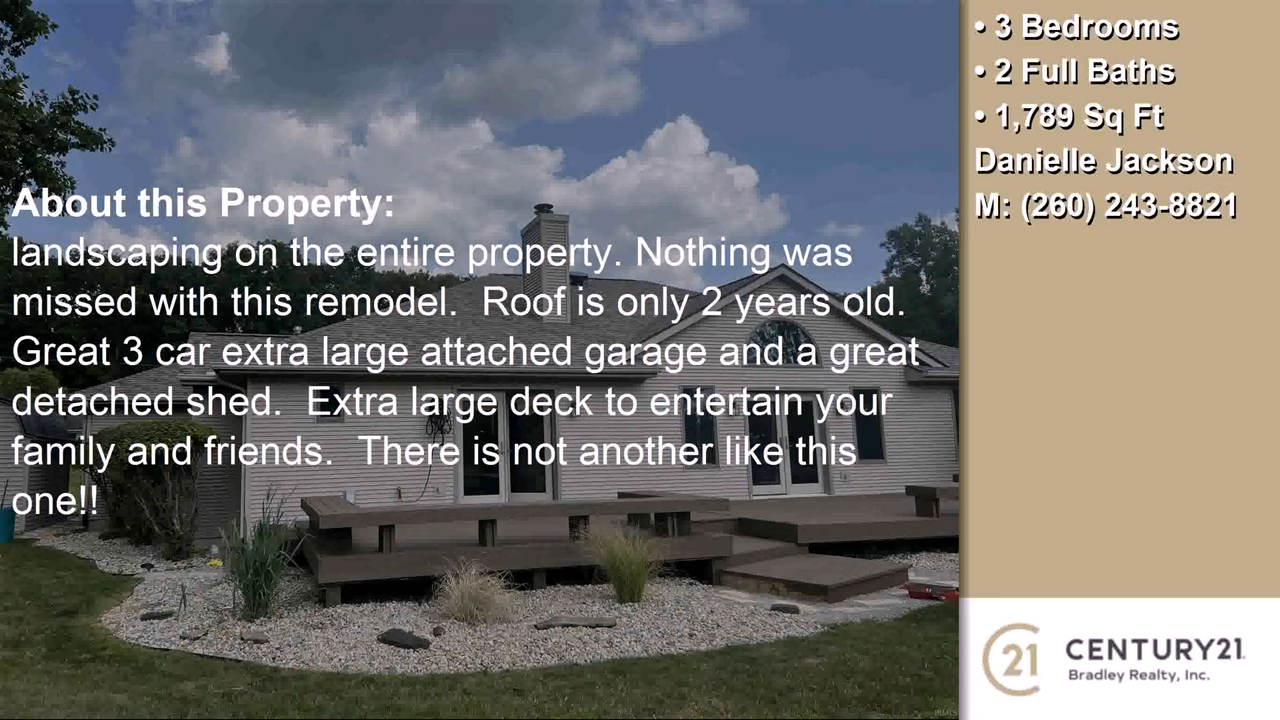 About this Property:
landscaping on the entire property. Nothing was
missed with this remodel.  Roof is only 2 years old.
Great 3 car extra large attached garage and a great
detached shed.  Extra large deck to entertain your
family and friends.  There is not another like this
one!!
• 3 Bedrooms
• 2 Full Baths
• 1,789 Sq Ft
Danielle Jackson
M: (260) 243-8821
21
CENTURY21
Bradley Realty, Inc.